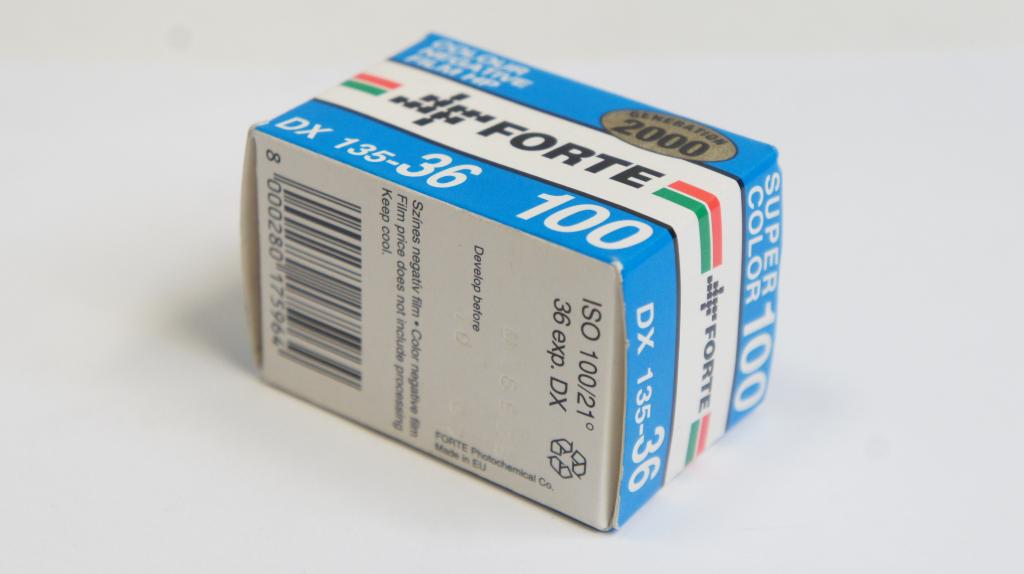 COLOUR
NEGATIVE
FILM HP
GENERATION
2000
FORTE
DX 135-36 100
SUPER
COLOR 100
FORTE
DX 135-36
8 000280 175964
Színes negatív film • Color negative film
Film price does not include processing
Keep cool.
Develop before
ISO 100/21°
36 exp. DX
FORTE Photochemical Co.
Made in EU